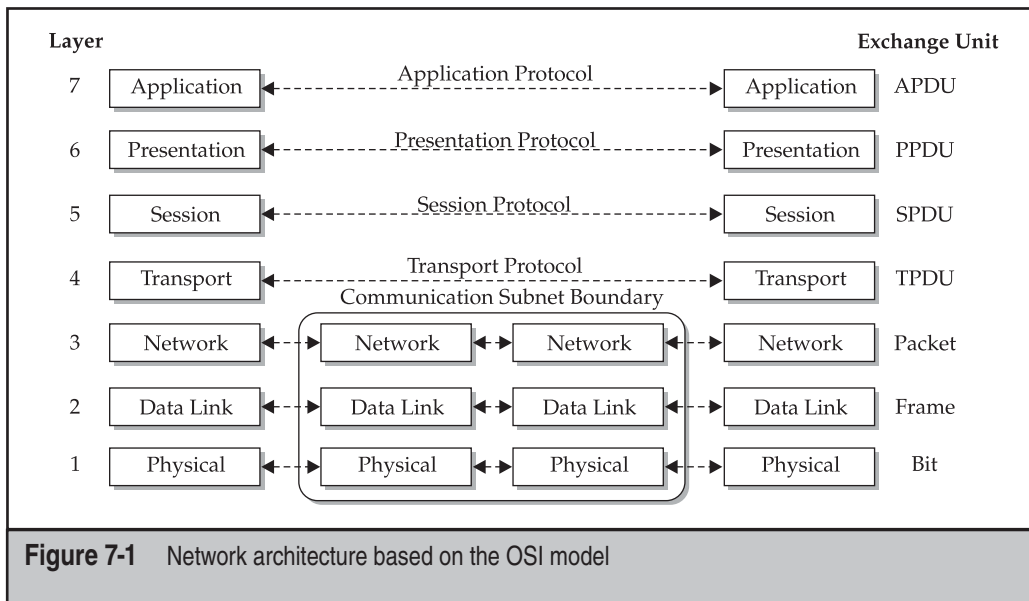 Layer Exchange Unit
Application Protocol
7 Application Application APDU
Presentation Protocol
6 Presentation Presentation PPDU
Session Protocol
5 Session Session SPDU
Transport Protocol
4 Transport Transport TPDU
Communication Subnet Boundary
3 Network Network Network Network Packet
2 Data Link Data Link Data Link Data Link Frame
1 Physical Physical Physical Physical Bit
Figure 7-1 Network architecture based on the OSI model